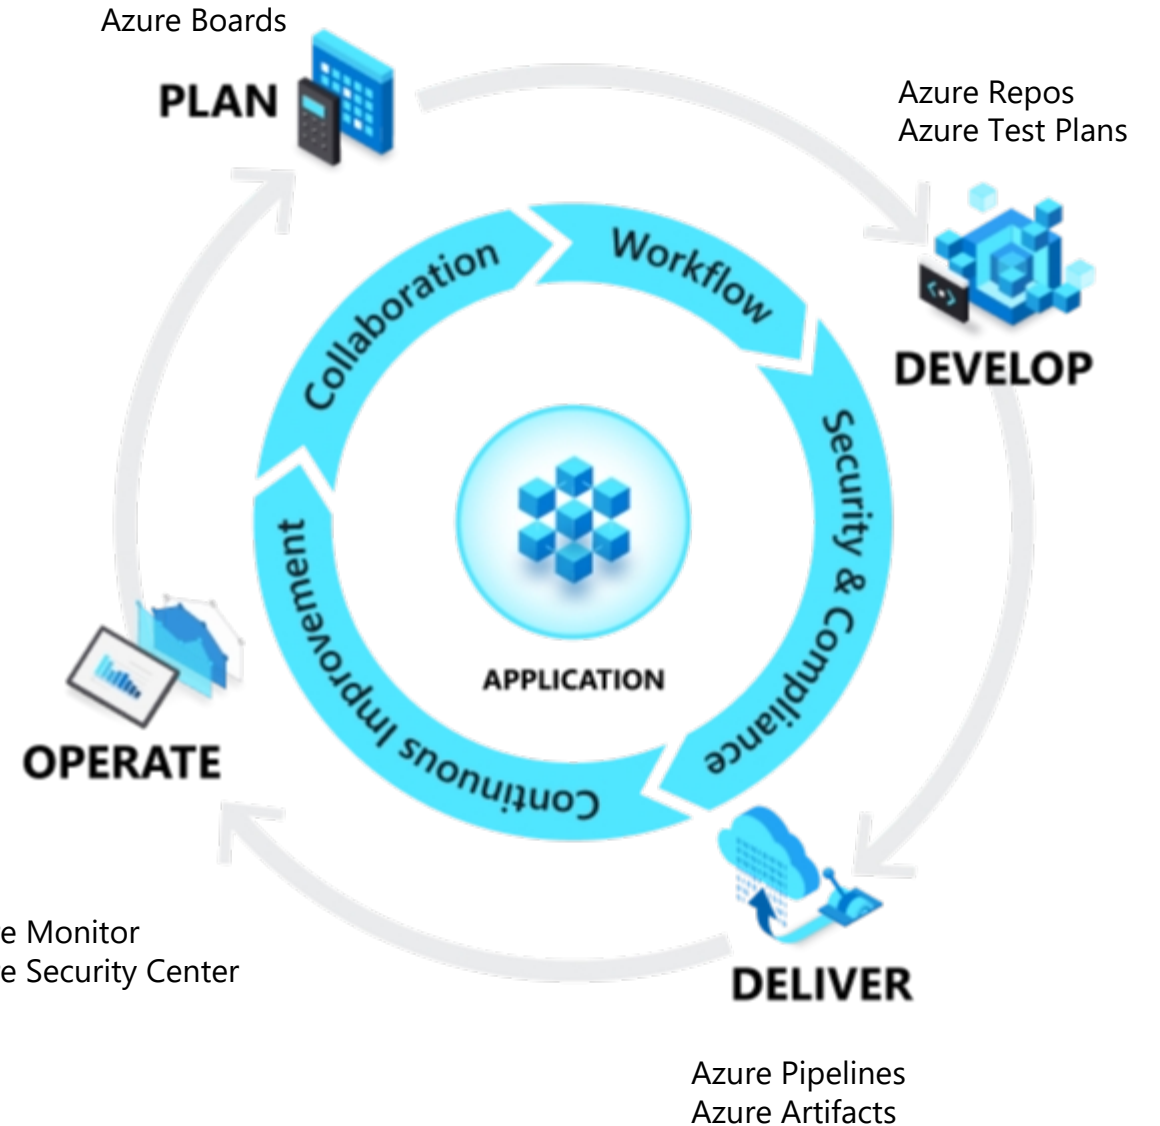 Azure Boards
PLAN
Azure Repos
Azure Test Plans
DEVELOP
Collaboration
Workflow
Security & Compliance
Continuous Improvement
APPLICATION
OPERATE
e Monitor
e Security Center
DELIVER
Azure Pipelines
Azure Artifacts